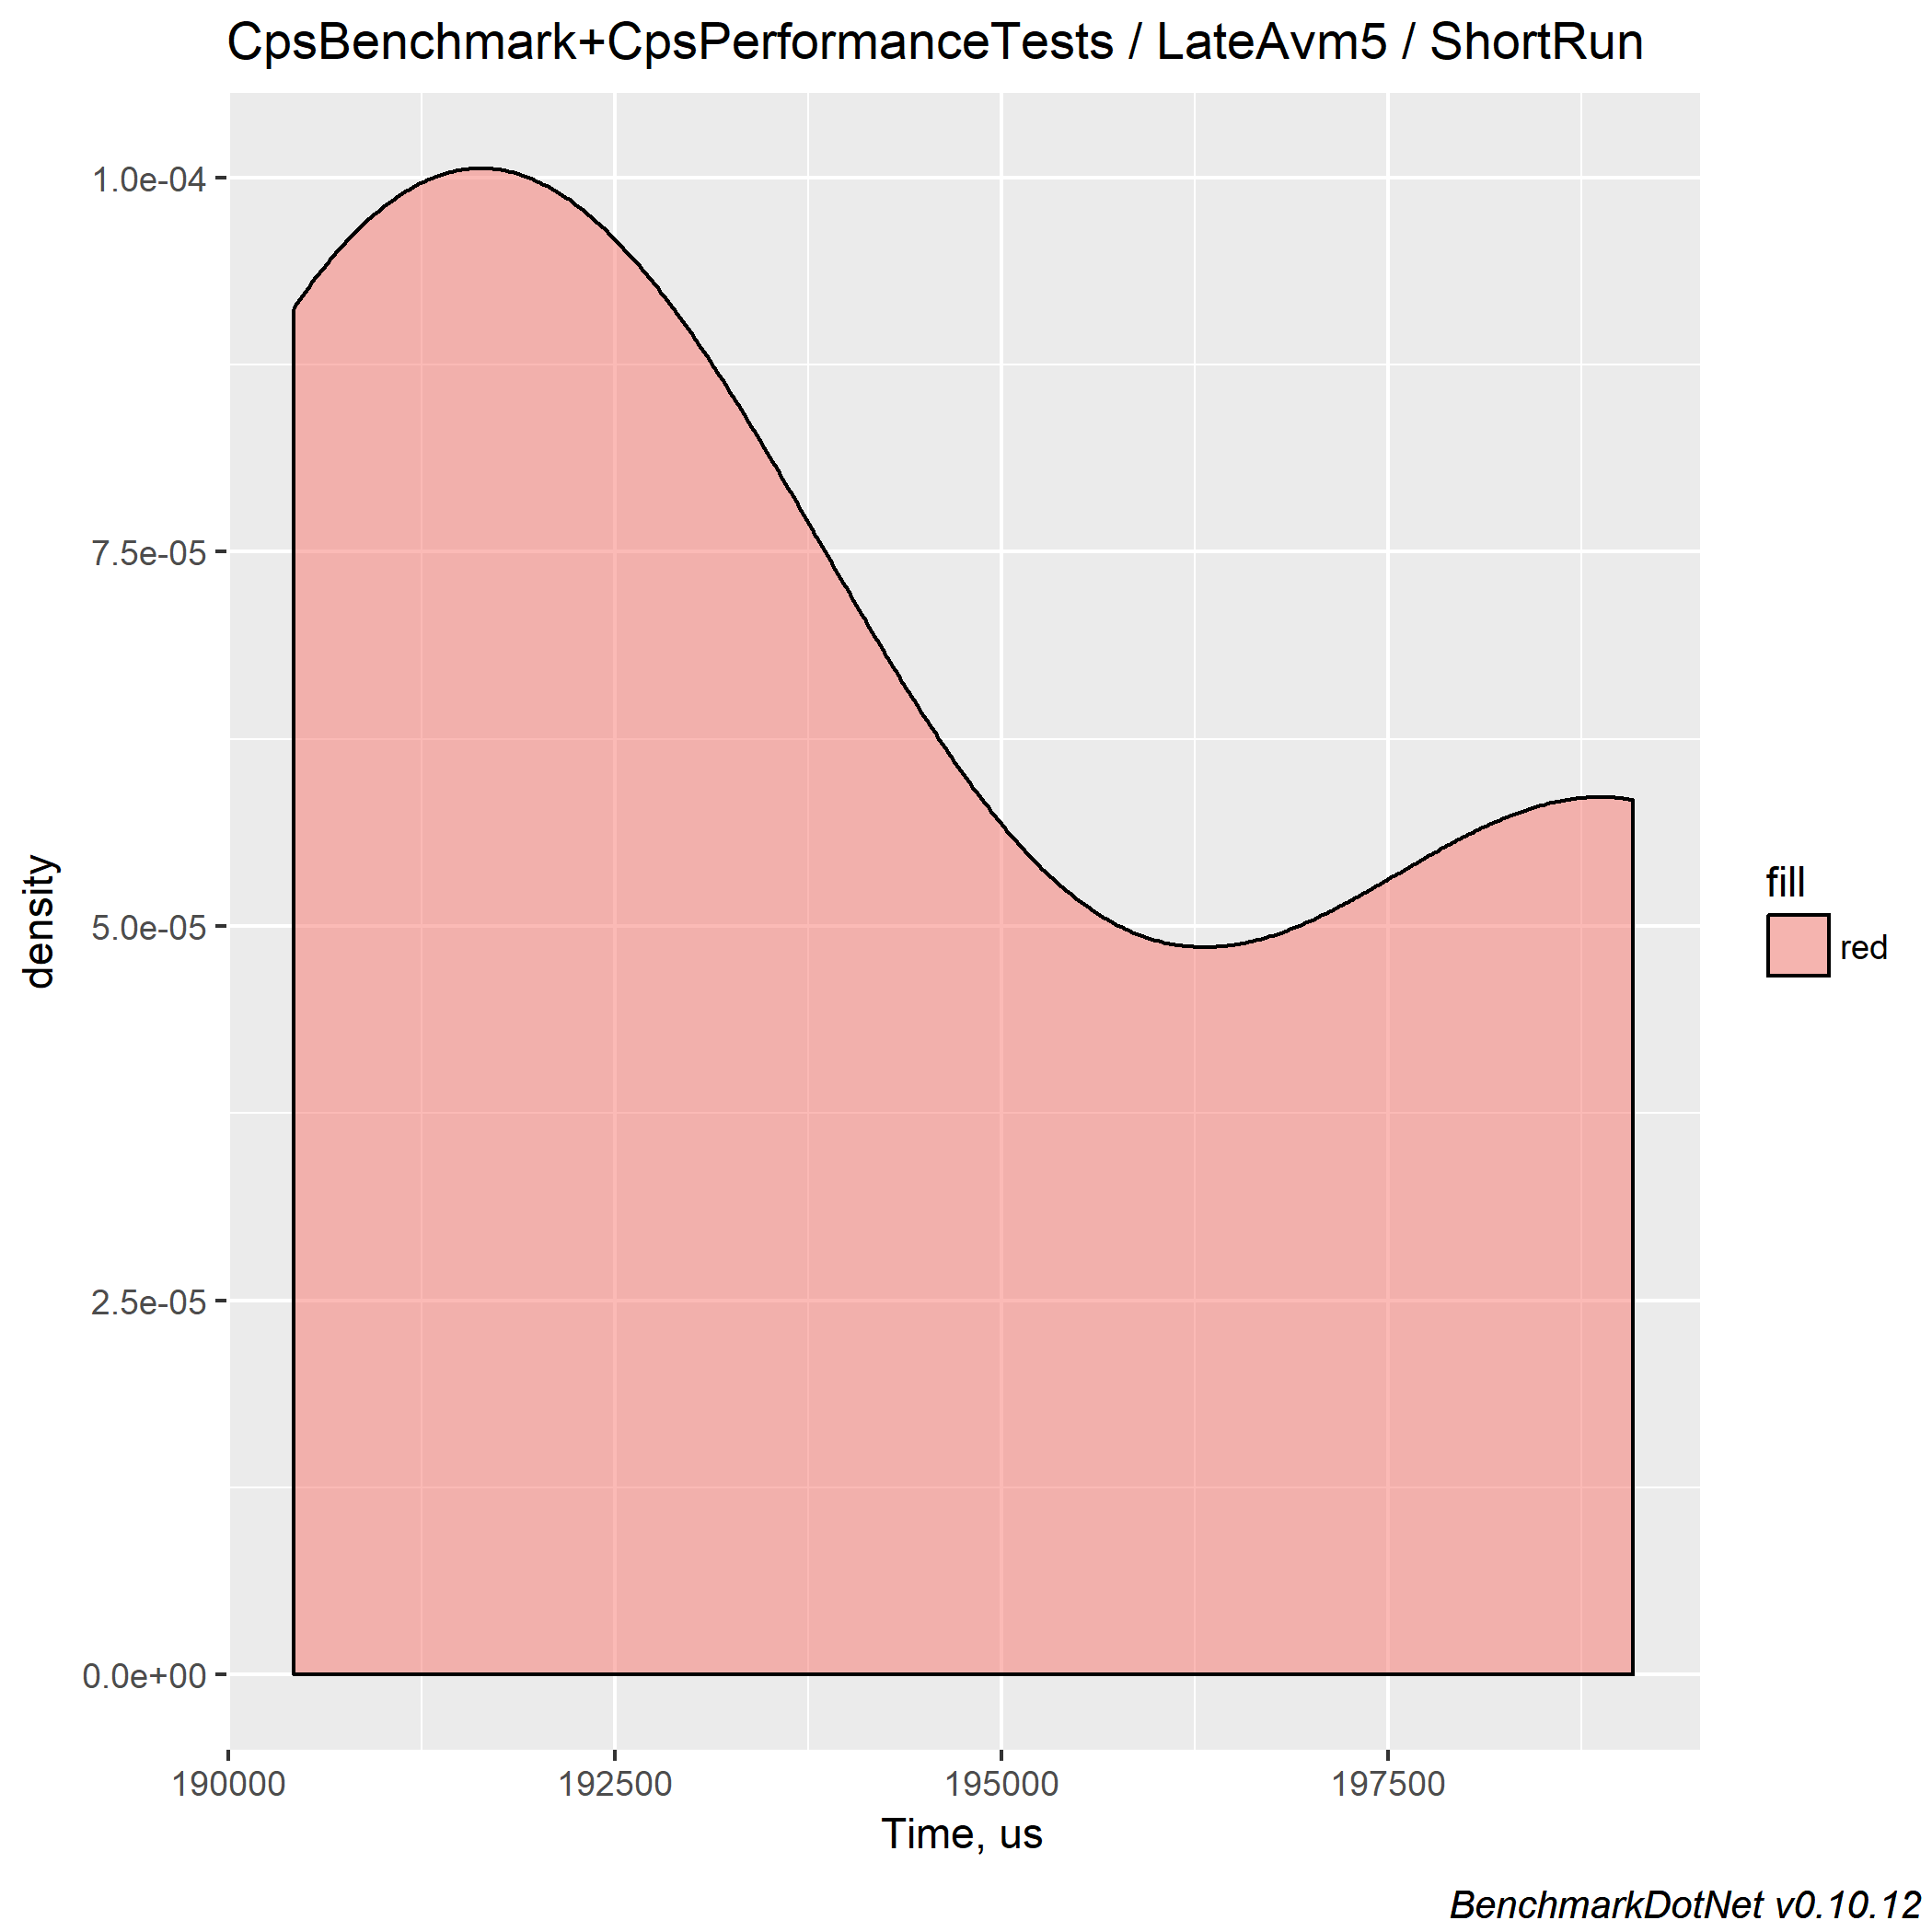 CpsBenchmark+CpsPerformanceTests / LateAvm5 / ShortRun
1.0e-04
7.5e-05
5.0e-05
2.5e-05
0.0e+00
density
190000 192500 195000 197500
Time, us
fill
red
BenchmarkDotNet v0.10.12